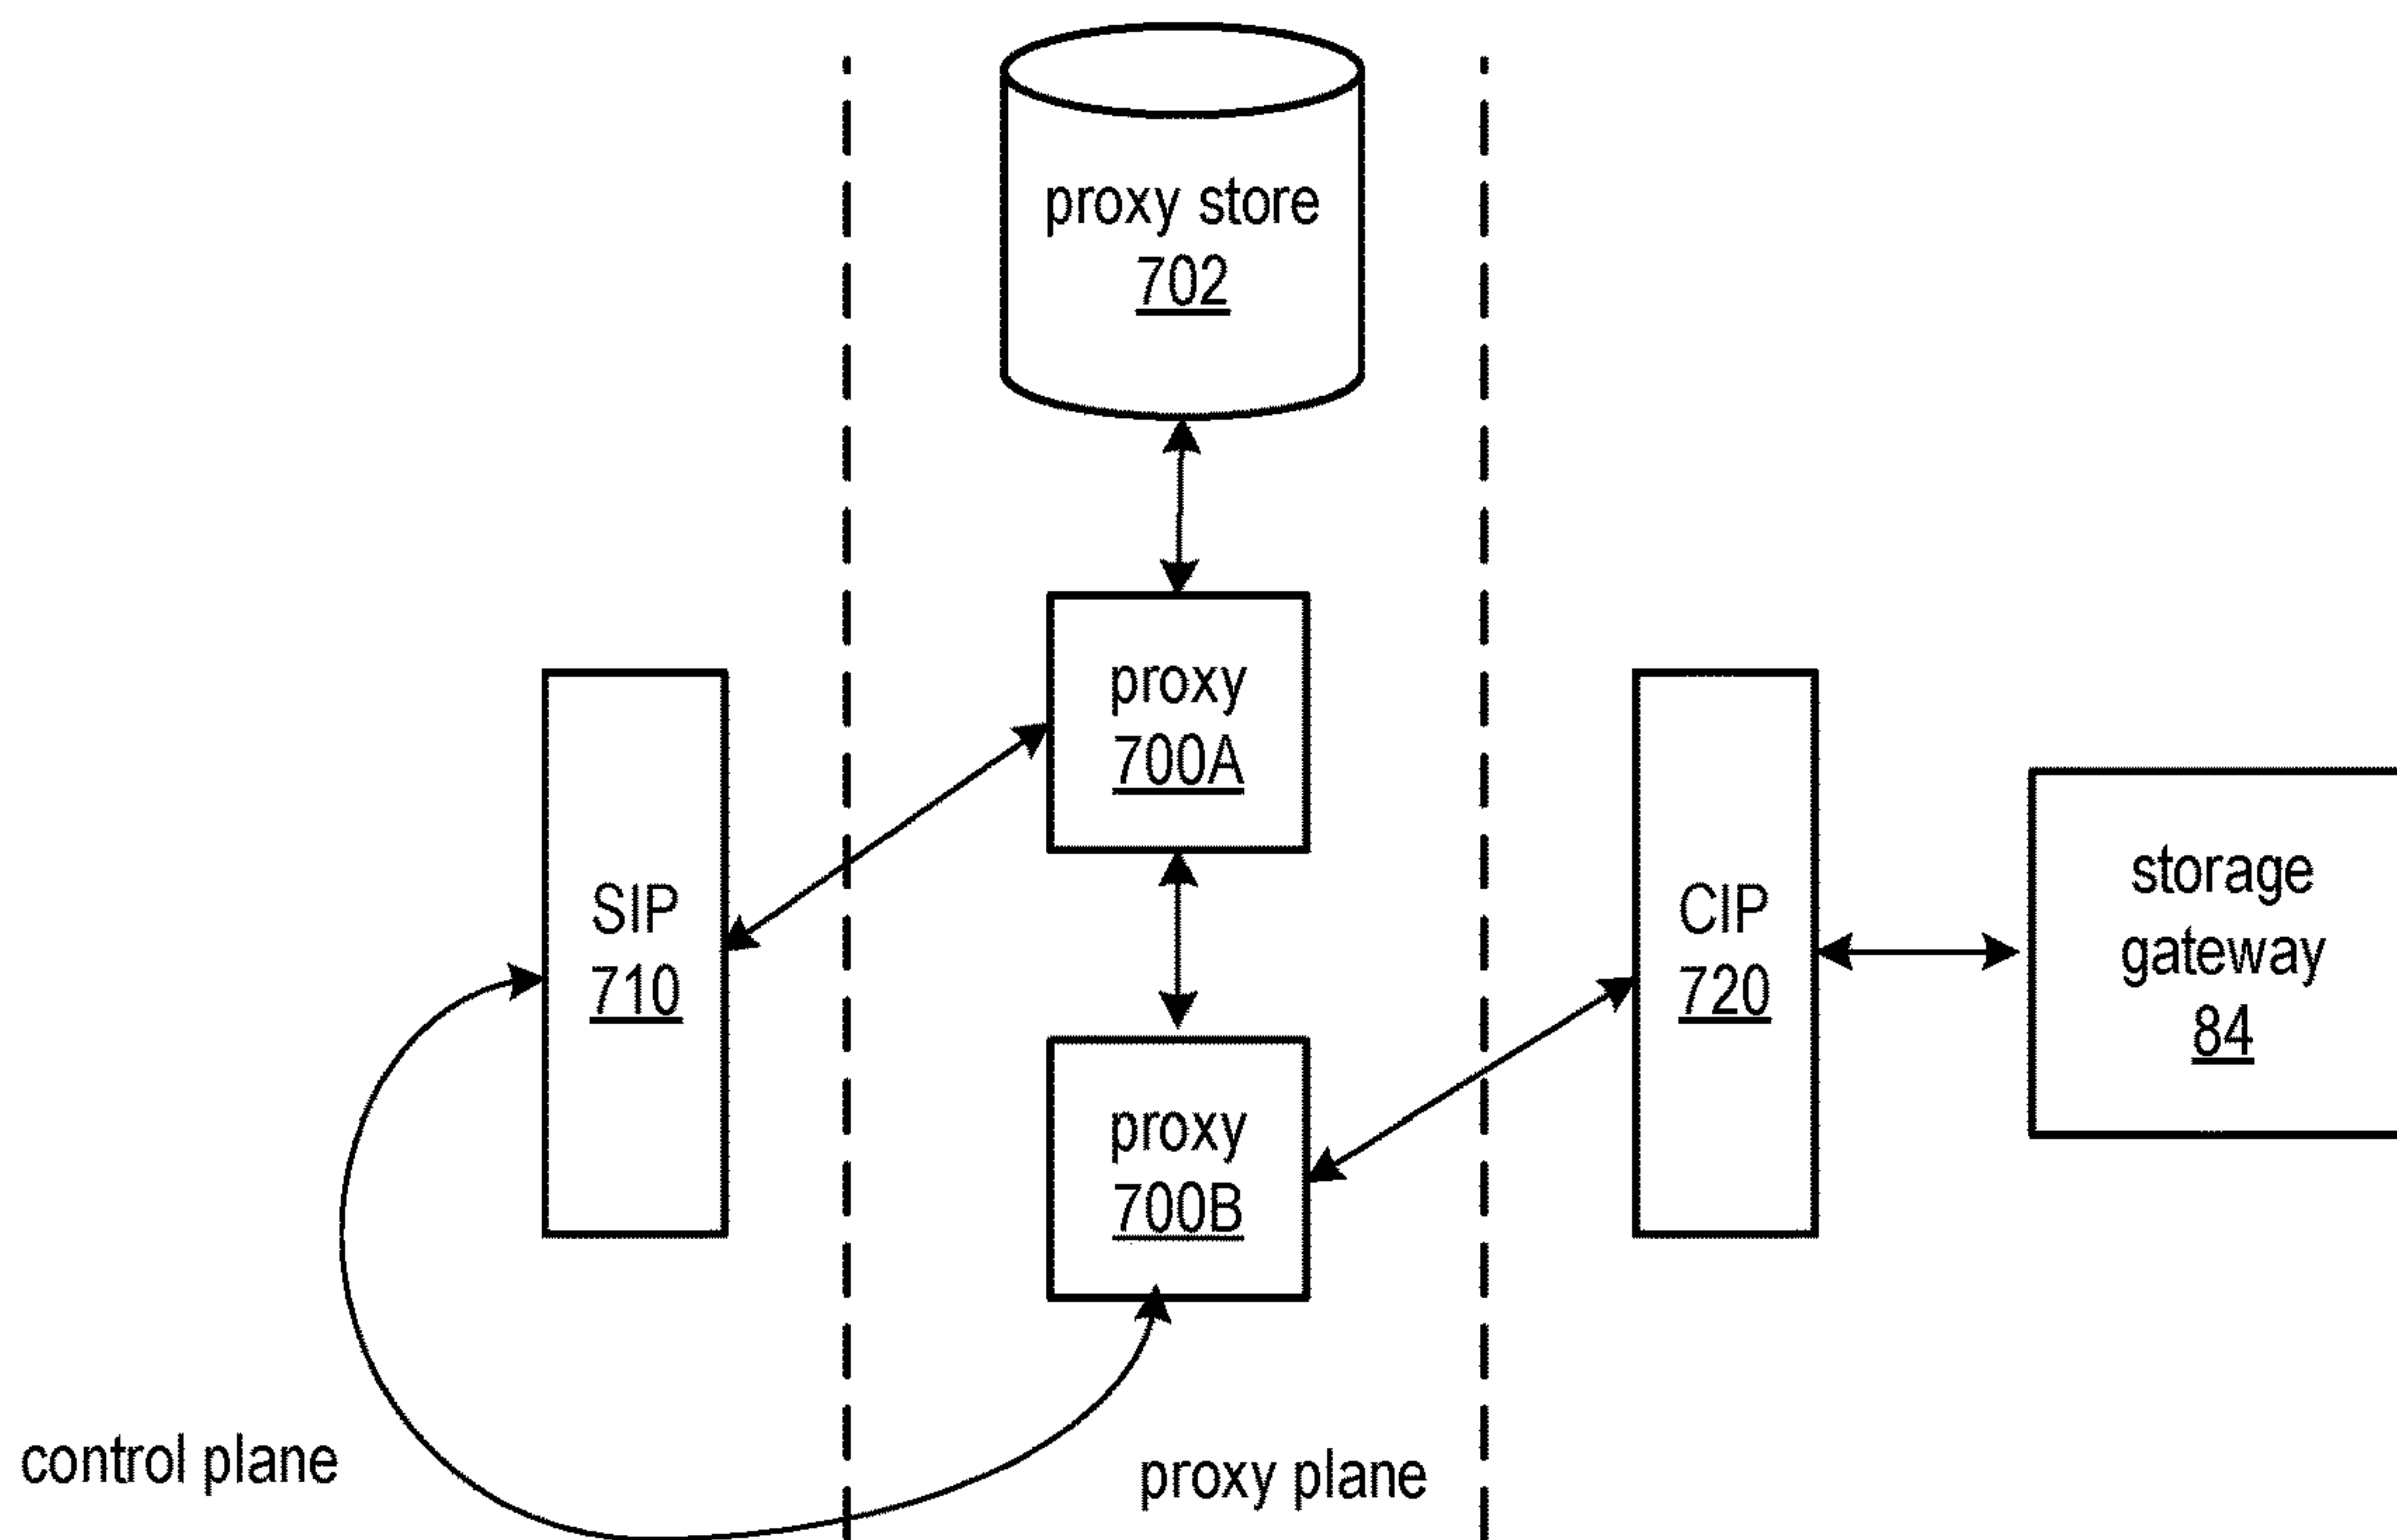 proxy store
702
proxy
700A
SIP
710
CIP
720
storage
gateway
84
proxy
700B
control plane
proxy plane